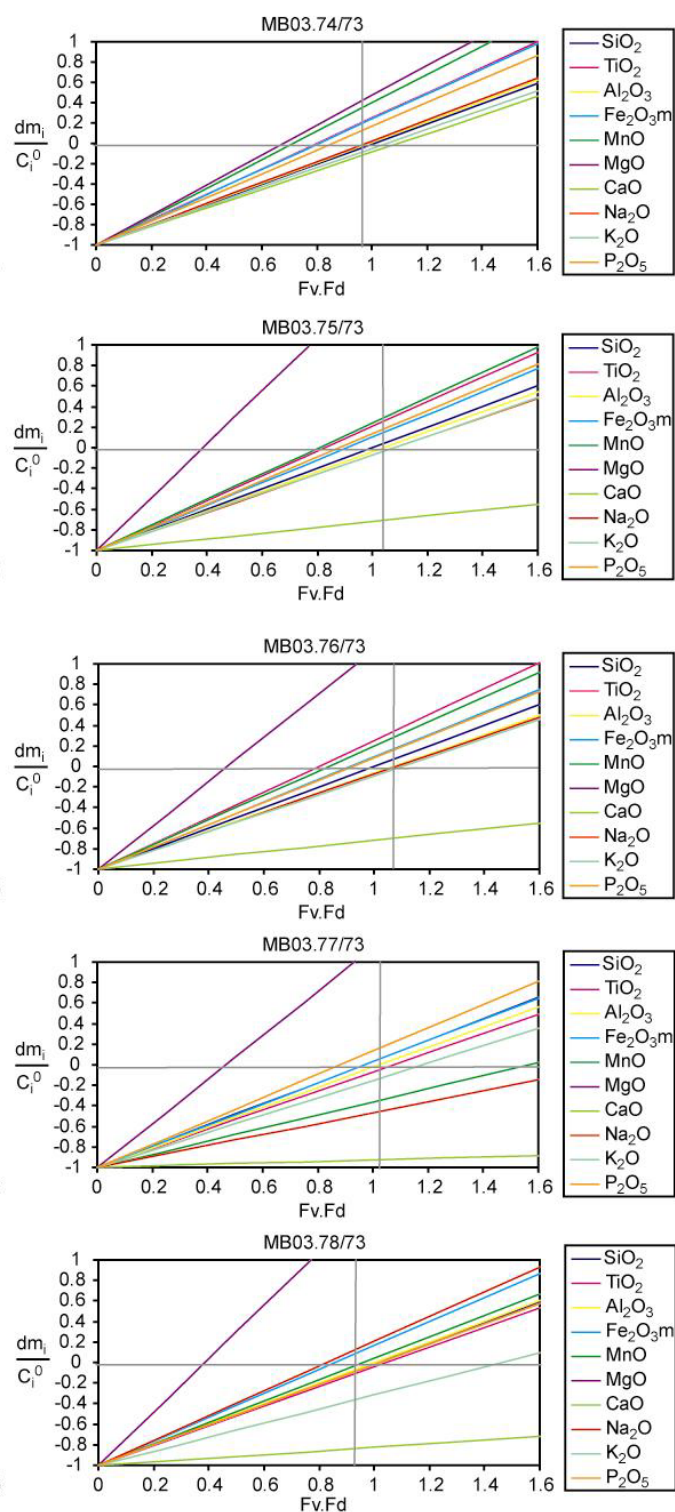 MB03.74/73
1
0.8
0.6
0.4
0.2
0
-0.2
-0.4
-0.6
-0.8
-1
dmᵢ
Cᵢ⁰
0 0.2 0.4 0.6 0.8 1 1.2 1.4 1.6
Fv.Fd
SiO₂
TiO₂
Al₂O₃
Fe₂O₃m
MnO
MgO
CaO
Na₂O
K₂O
P₂O₅
MB03.75/73
1
0.8
0.6
0.4
0.2
0
-0.2
-0.4
-0.6
-0.8
-1
dmᵢ
Cᵢ⁰
0 0.2 0.4 0.6 0.8 1 1.2 1.4 1.6
Fv.Fd
SiO₂
TiO₂
Al₂O₃
Fe₂O₃m
MnO
MgO
CaO
Na₂O
K₂O
P₂O₅
MB03.76/73
1
0.8
0.6
0.4
0.2
0
-0.2
-0.4
-0.6
-0.8
-1
dmᵢ
Cᵢ⁰
0 0.2 0.4 0.6 0.8 1 1.2 1.4 1.6
Fv.Fd
SiO₂
TiO₂
Al₂O₃
Fe₂O₃m
MnO
MgO
CaO
Na₂O
K₂O
P₂O₅
MB03.77/73
1
0.8
0.6
0.4
0.2
0
-0.2
-0.4
-0.6
-0.8
-1
dmᵢ
Cᵢ⁰
0 0.2 0.4 0.6 0.8 1 1.2 1.4 1.6
Fv.Fd
SiO₂
TiO₂
Al₂O₃
Fe₂O₃m
MnO
MgO
CaO
Na₂O
K₂O
P₂O₅
MB03.78/73
1
0.8
0.6
0.4
0.2
0
-0.2
-0.4
-0.6
-0.8
-1
dmᵢ
Cᵢ⁰
0 0.2 0.4 0.6 0.8 1 1.2 1.4 1.6
Fv.Fd
SiO₂
TiO₂
Al₂O₃
Fe₂O₃m
MnO
MgO
CaO
Na₂O
K₂O
P₂O₅